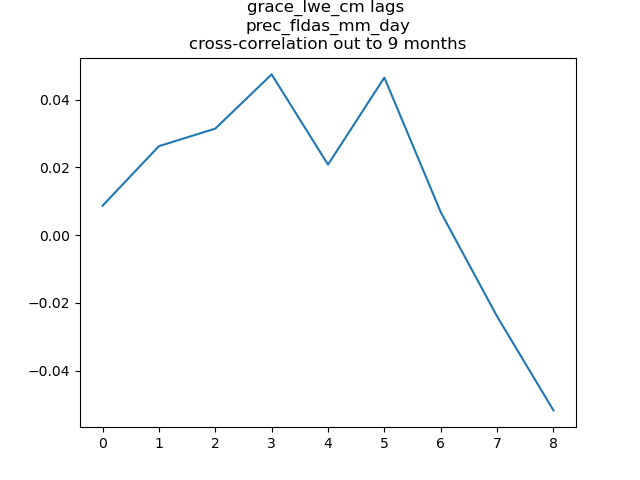 grace_lwe_cm lags
prec_fldas_mm_day
cross-correlation out to 9 months
0.04
0.02
0.00
−0.02
−0.04
0 1 2 3 4 5 6 7 8